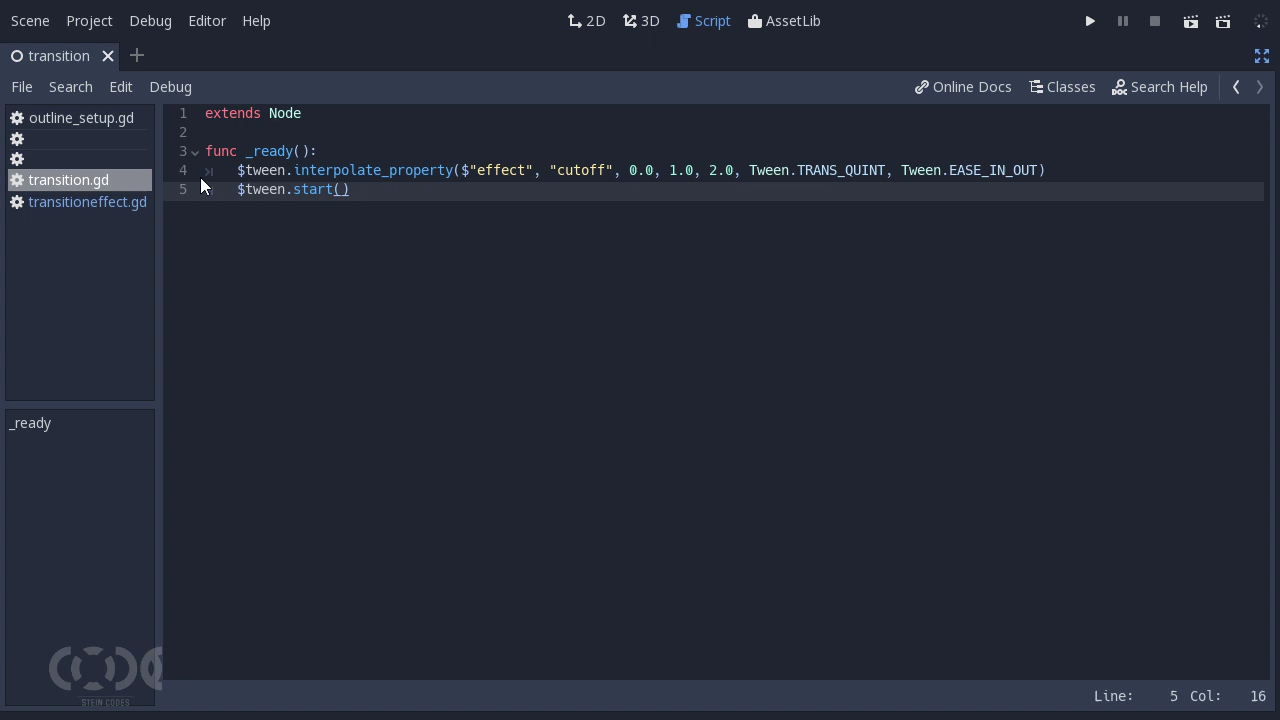 Scene Project Debug Editor Help 2D 3D Script AssetLib
transition
File Search Edit Debug Online Docs Classes Search Help
outline_setup.gd
transition.gd
transitioneffect.gd
_ready
1 extends Node
2
3 func _ready():
4 $tween.interpolate_property($"effect", "cutoff", 0.0, 1.0, 2.0, Tween.TRANS_QUINT, Tween.EASE_IN_OUT)
5 $tween.start()
STEIN CODES
Line: 5 Col: 16